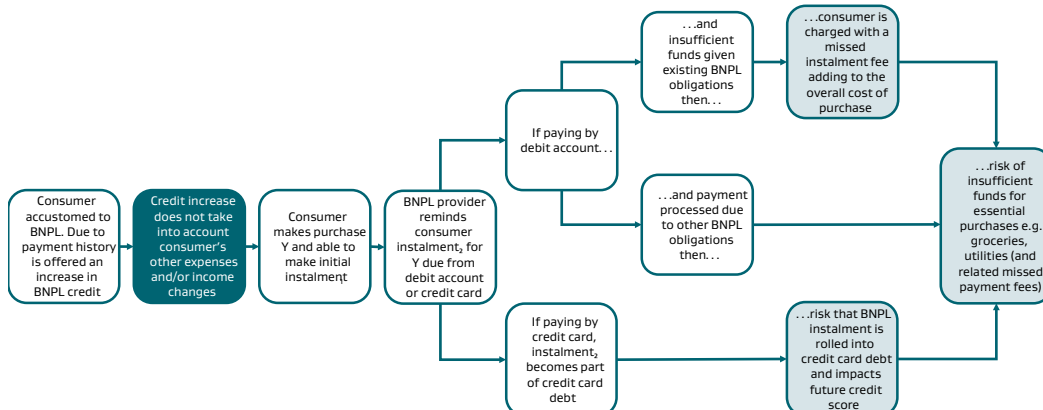 Consumer
accustomed to
BNPL. Due to
payment history
is offered an
increase in
BNPL credit
Credit increase
does not take
into account
consumer's
other expenses
and/or income
changes
Consumer
makes purchase
Y and able to
make initial
instalment₁
BNPL provider
reminds
consumer
instalment₂ for
Y due from
debit account
or credit card
If paying by
debit account...
...and
insufficient
funds given
existing BNPL
obligations
then...
...consumer is
charged with a
missed
instalment fee
adding to the
overall cost of
purchase
...and payment
processed due
to other BNPL
obligations
then...
If paying by
credit card,
instalment₂
becomes part
of credit card
debt
...risk that BNPL
instalment is
rolled into
credit card debt
and impacts
future credit
score
...risk of
insufficient
funds for
essential
purchases e.g.
groceries,
utilities (and
related missed
payment fees)